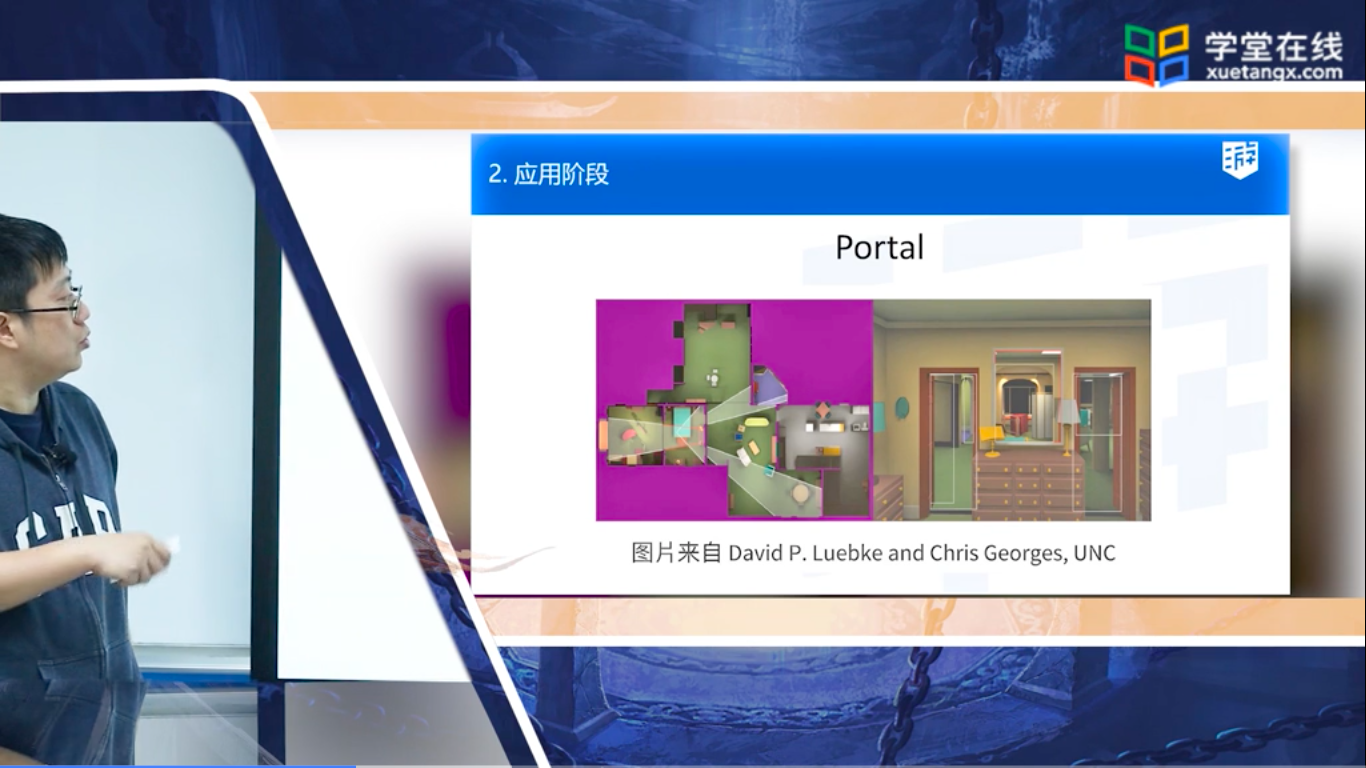 学堂在线
xuetangx.com
2. 应用阶段
游
Portal
图片来自 David P. Luebke and Chris Georges, UNC